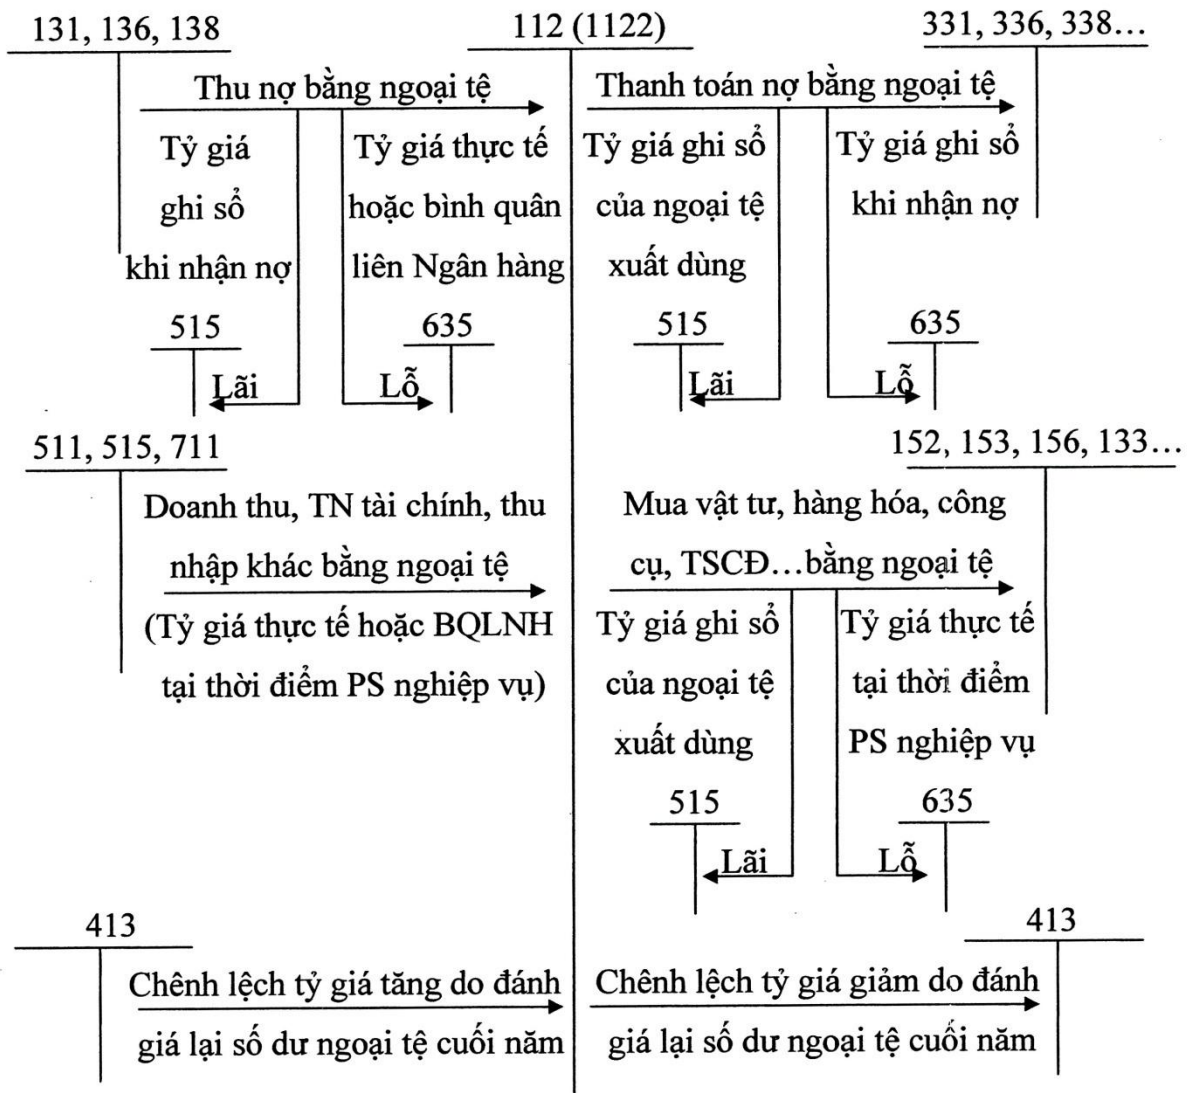 131, 136, 138
112 (1122)
331, 336, 338...
Thu nợ bằng ngoại tệ
Tỷ giá
ghi sổ
khi nhận nợ
Tỷ giá thực tế
hoặc bình quân
liên Ngân hàng
515
Lãi
635
Lỗ
Thanh toán nợ bằng ngoại tệ
Tỷ giá ghi sổ
của ngoại tệ
xuất dùng
Tỷ giá ghi sổ
khi nhận nợ
515
Lãi
635
Lỗ
511, 515, 711
Doanh thu, TN tài chính, thu
nhập khác bằng ngoại tệ
(Tỷ giá thực tế hoặc BQLNH
tại thời điểm PS nghiệp vụ)
152, 153, 156, 133...
Mua vật tư, hàng hóa, công
cụ, TSCĐ...bằng ngoại tệ
Tỷ giá ghi sổ
của ngoại tệ
xuất dùng
Tỷ giá thực tế
tại thời điểm
PS nghiệp vụ
515
Lãi
635
Lỗ
413
Chênh lệch tỷ giá tăng do đánh
giá lại số dư ngoại tệ cuối năm
413
Chênh lệch tỷ giá giảm do đánh
giá lại số dư ngoại tệ cuối năm